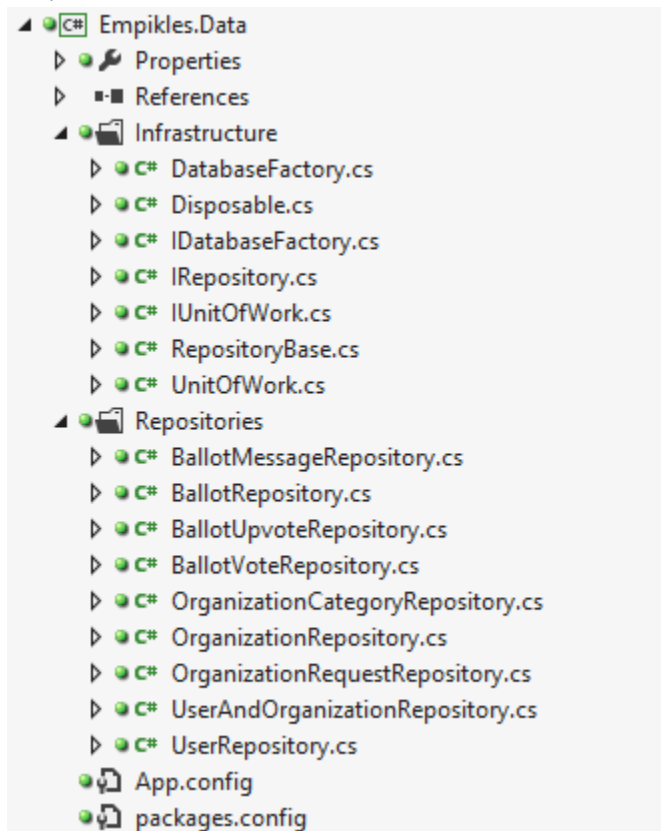 C# Empikles.Data
Properties
References
Infrastructure
C# DatabaseFactory.cs
C# Disposable.cs
C# IDatabaseFactory.cs
C# IRepository.cs
C# IUnitOfWork.cs
C# RepositoryBase.cs
C# UnitOfWork.cs
Repositories
C# BallotMessageRepository.cs
C# BallotRepository.cs
C# BallotUpvoteRepository.cs
C# BallotVoteRepository.cs
C# OrganizationCategoryRepository.cs
C# OrganizationRepository.cs
C# OrganizationRequestRepository.cs
C# UserAndOrganizationRepository.cs
C# UserRepository.cs
App.config
packages.config